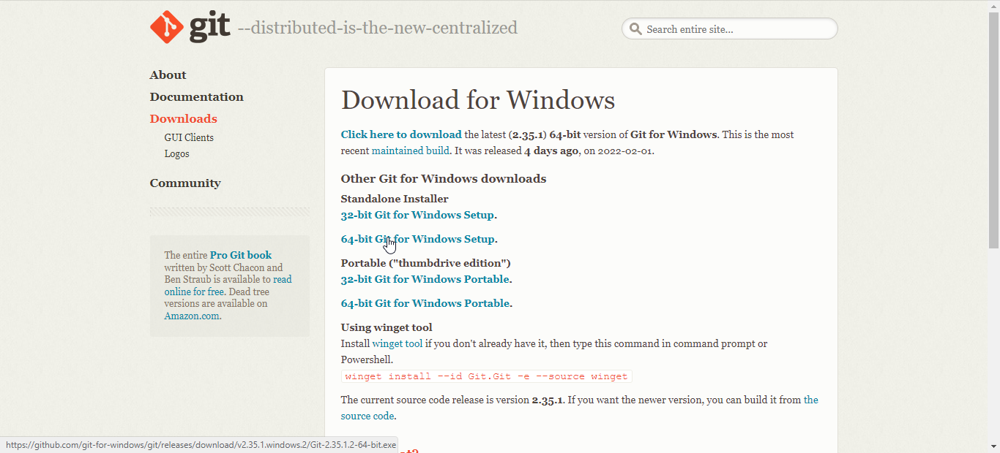 git --distributed-is-the-new-centralized
Search entire site...
About
Documentation
Downloads
GUI Clients
Logos
Community
The entire Pro Git book
written by Scott Chacon and
Ben Straub is available to read
online for free. Dead tree
versions are available on
Amazon.com.
Download for Windows
Click here to download the latest (2.35.1) 64-bit version of Git for Windows. This is the most
recent maintained build. It was released 4 days ago, on 2022-02-01.
Other Git for Windows downloads
Standalone Installer
32-bit Git for Windows Setup.
64-bit Git for Windows Setup.
Portable ("thumbdrive edition")
32-bit Git for Windows Portable.
64-bit Git for Windows Portable.
Using winget tool
Install winget tool if you don't already have it, then type this command in command prompt or
Powershell.
winget install --id Git.Git -e --source winget
The current source code release is version 2.35.1. If you want the newer version, you can build it from the
source code.
https://github.com/git-for-windows/git/releases/download/v2.35.1.windows.2/Git-2.35.1.2-64-bit.exe